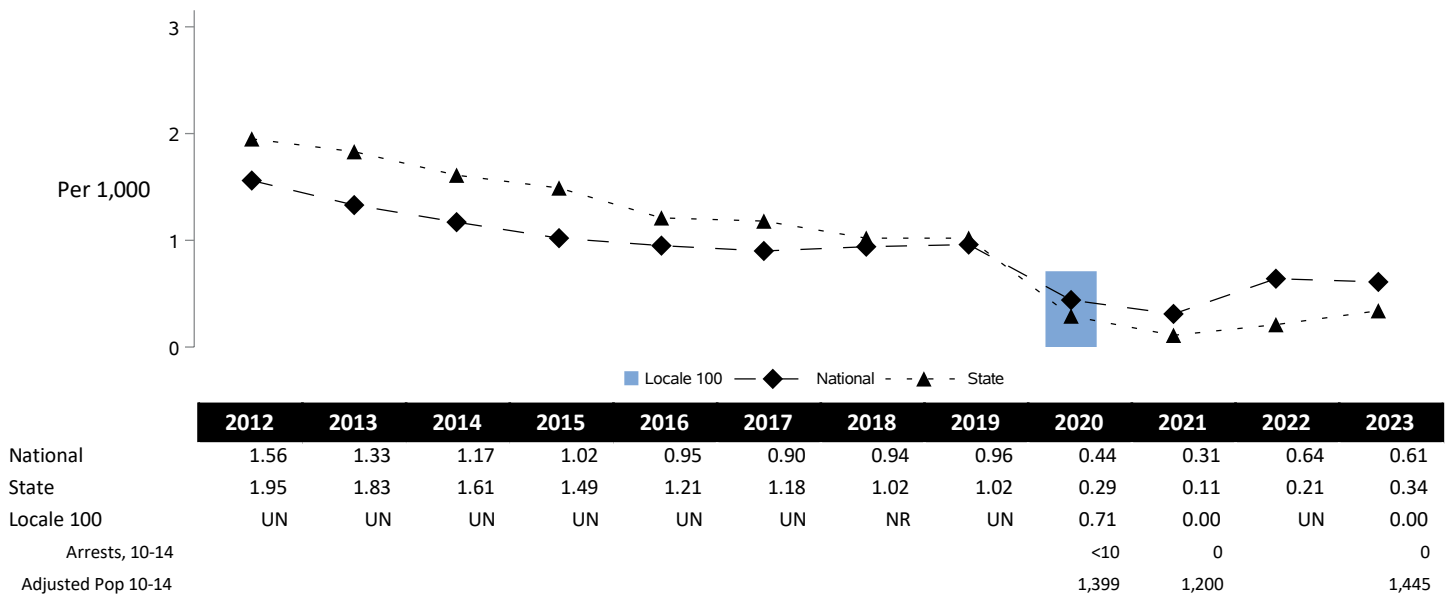 3
2
Per 1,000
1
0
Locale 100 National State
2012 2013 2014 2015 2016 2017 2018 2019 2020 2021 2022 2023
National 1.56 1.33 1.17 1.02 0.95 0.90 0.94 0.96 0.44 0.31 0.64 0.61
State 1.95 1.83 1.61 1.49 1.21 1.18 1.02 1.02 0.29 0.11 0.21 0.34
Locale 100 UN UN UN UN UN UN NR UN 0.71 0.00 UN 0.00
Arrests, 10-14 <10 0 0
Adjusted Pop 10-14 1,399 1,200 1,445